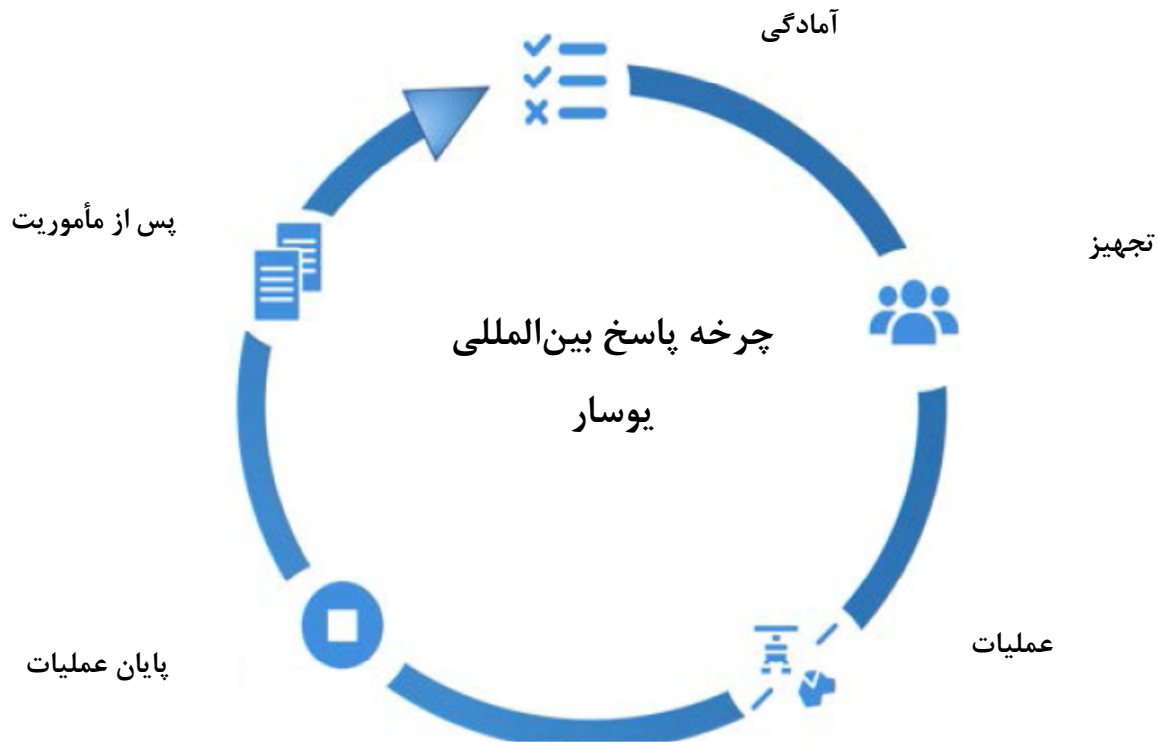 آمادگی
پس از مأموریت
تجهیز
چرخه پاسخ بین‌المللی
یوسار
عملیات
پایان عملیات